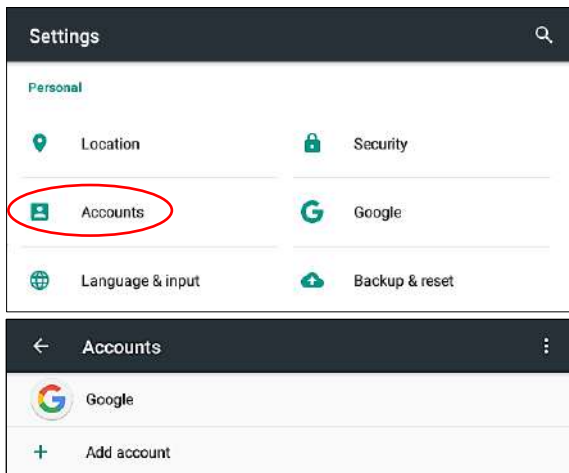 Settings
Personal
Location
Security
Accounts
Google
Language & input
Backup & reset
Accounts
Google
Add account